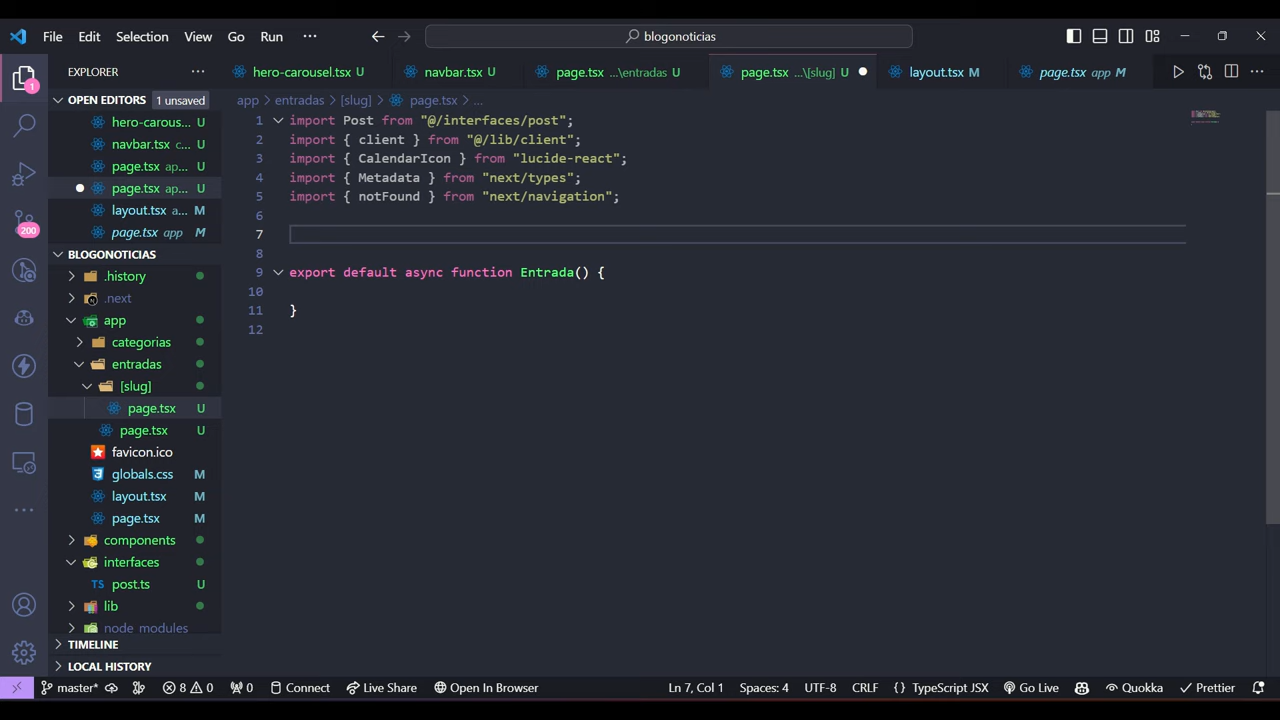 File Edit Selection View Go Run ··· blogonoticias
EXPLORER ···
OPEN EDITORS 1 unsaved
hero-carous... U
navbar.tsx c... U
page.tsx ap... U
page.tsx ap... U
layout.tsx a... M
page.tsx app M
BLOGONOTICIAS
.history
.next
app
categorias
entradas
[slug]
page.tsx U
page.tsx U
favicon.ico
globals.css M
layout.tsx M
page.tsx M
components
interfaces
TS post.ts U
lib
node_modules
TIMELINE
LOCAL HISTORY
1
200
hero-carousel.tsx U navbar.tsx U page.tsx ...\entradas U page.tsx ...\[slug] U layout.tsx M page.tsx app M
app > entradas > [slug] > page.tsx > ...
1 import Post from "@/interfaces/post";
2 import { client } from "@/lib/client";
3 import { CalendarIcon } from "lucide-react";
4 import { Metadata } from "next/types";
5 import { notFound } from "next/navigation";
6
7
8
9 export default async function Entrada() {
10
11 }
12
master* 8 0 0 Connect Live Share Open In Browser Ln 7, Col 1 Spaces: 4 UTF-8 CRLF {} TypeScript JSX Go Live Quokka Prettier